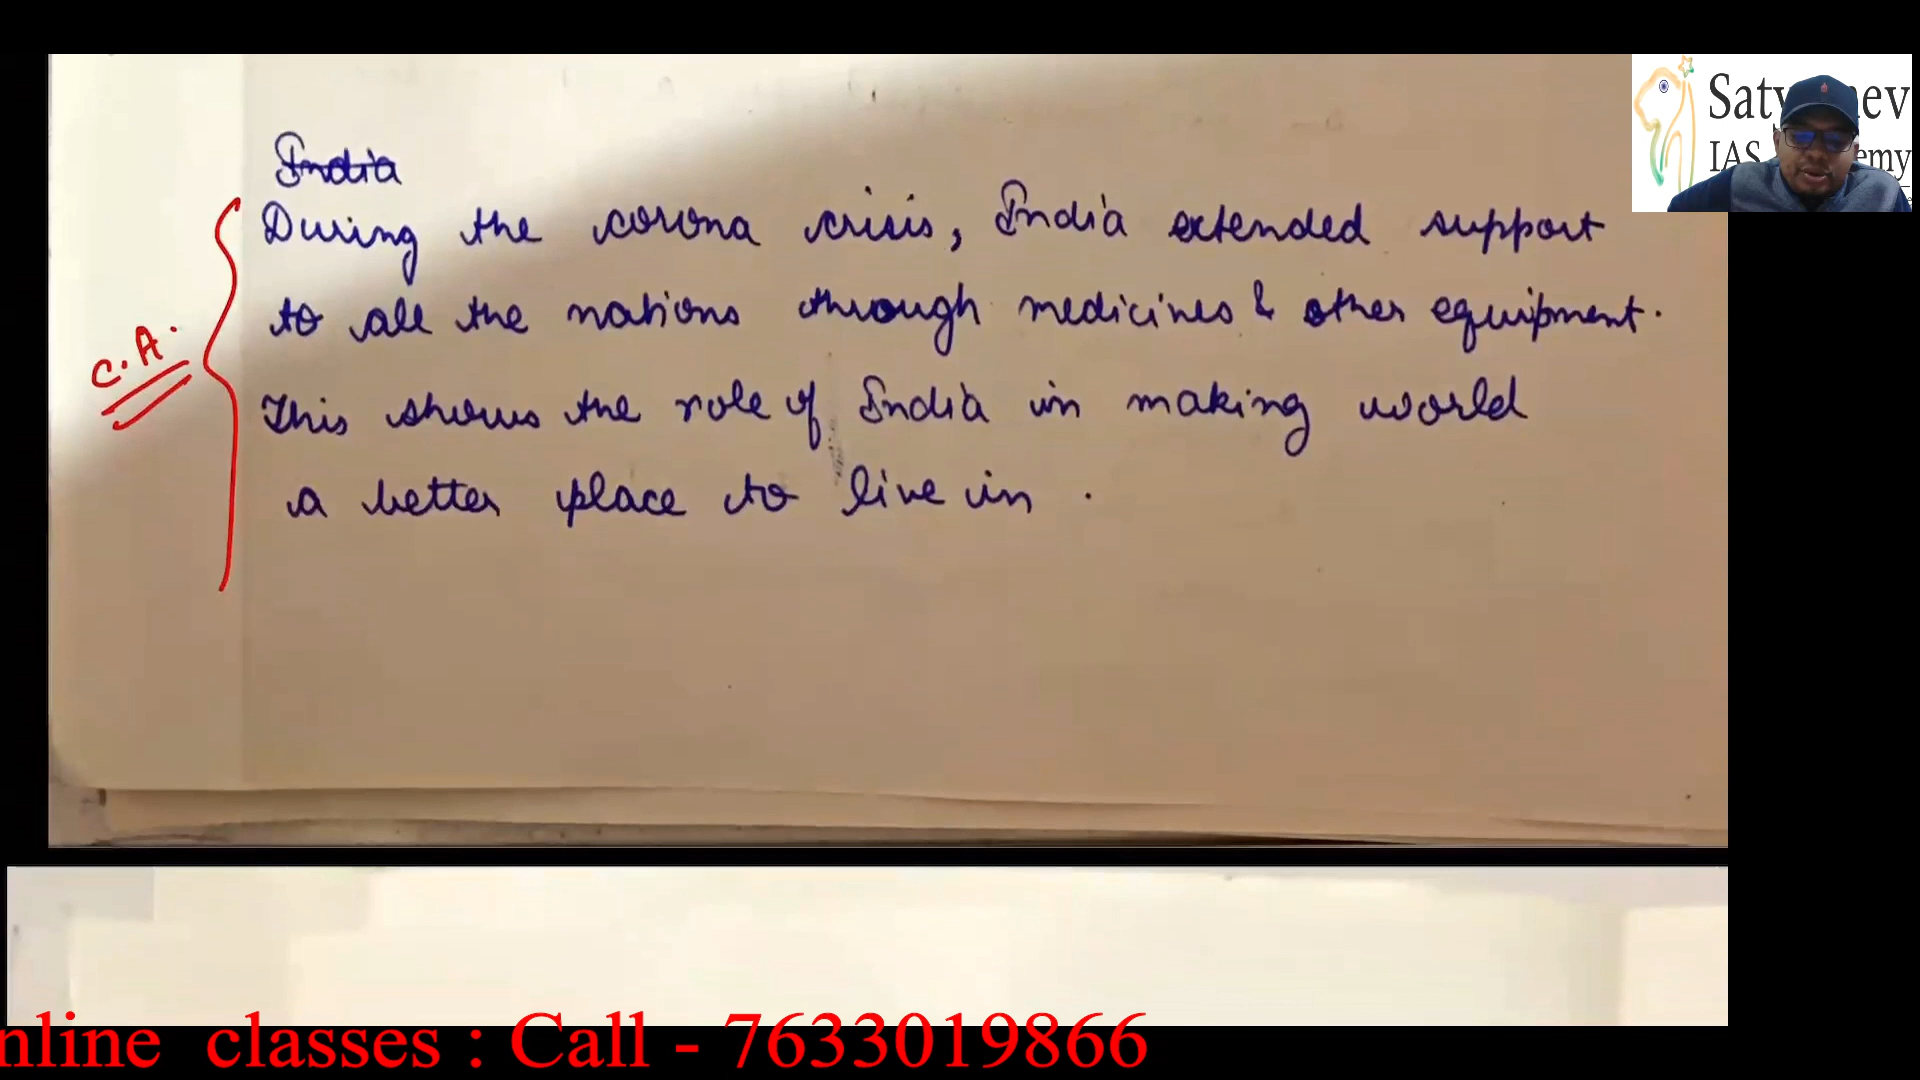 Saty ev
IAS emy
India
During the corona crisis, India extended support
to all the nations through medicines & other equipment.
C.A.
This shows the role of India in making world
a better place to live in.
nline classes : Call - 7633019866